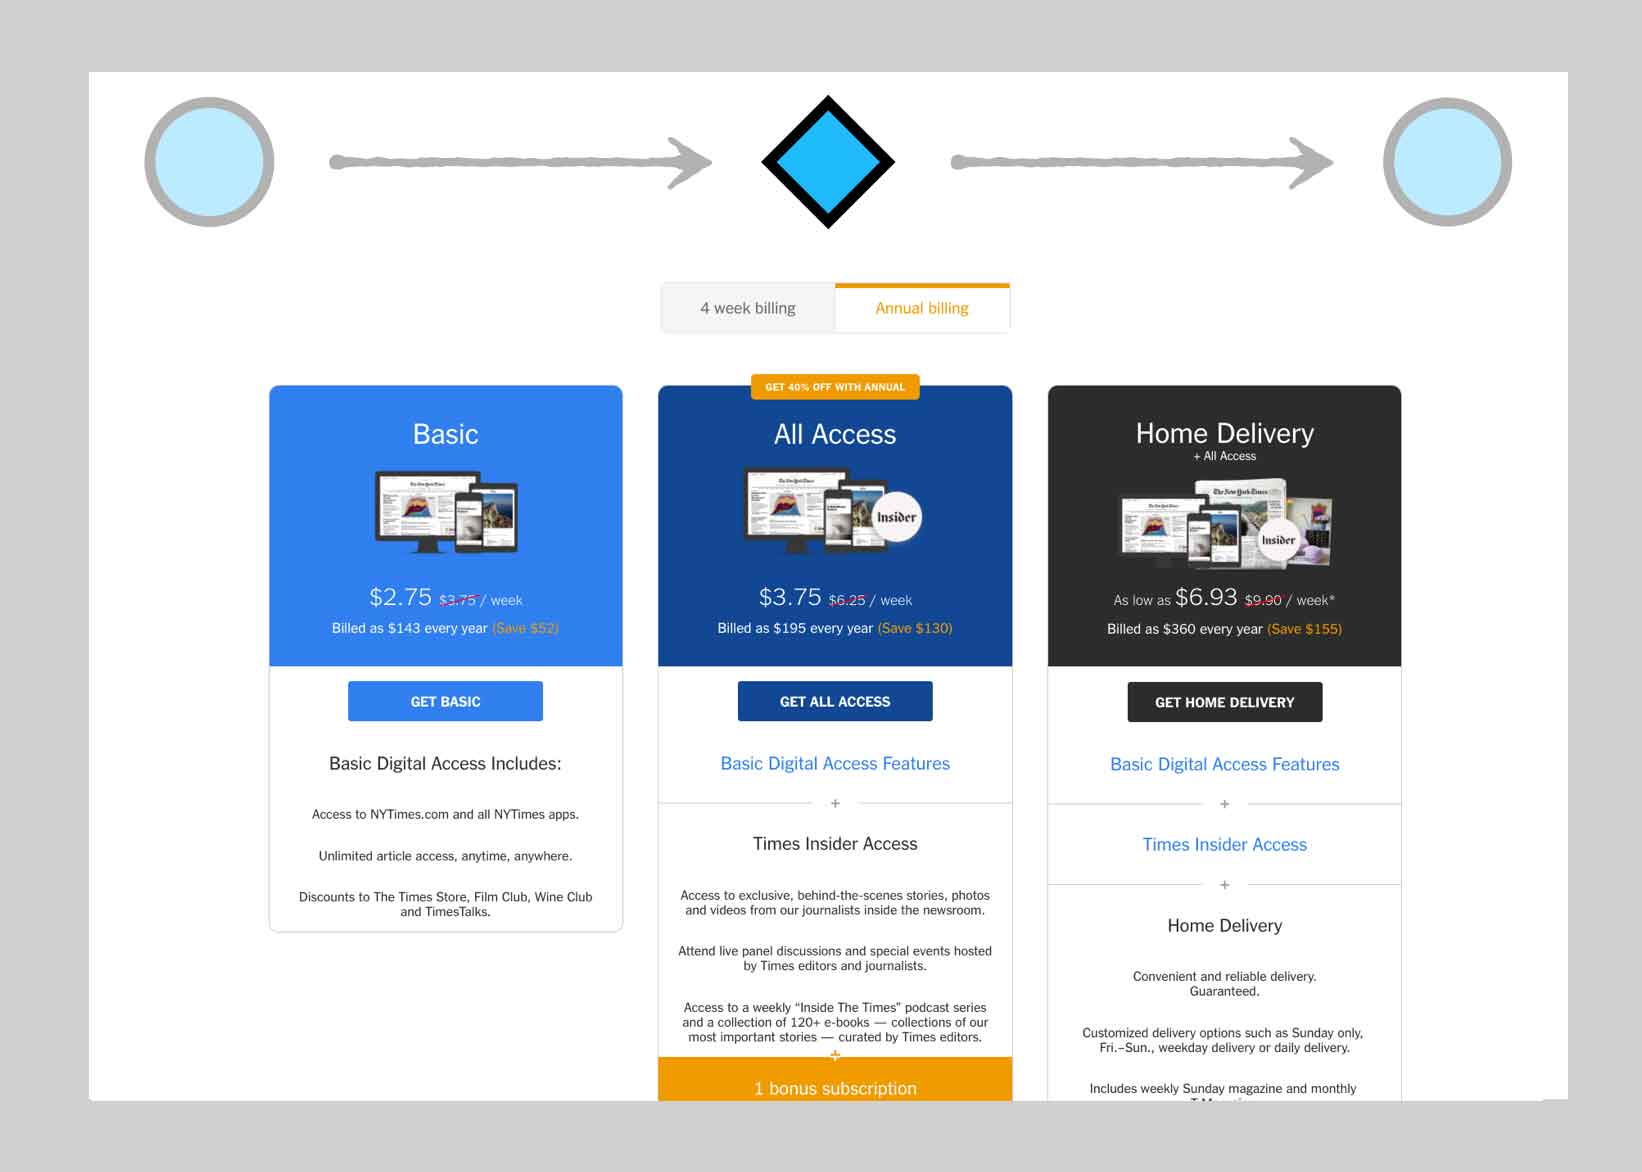 4 week billing
Annual billing
Basic
$2.75 $3.75 / week
Billed as $143 every year (Save $52)
GET BASIC
Basic Digital Access Includes:
Access to NYTimes.com and all NYTimes apps.
Unlimited article access, anytime, anywhere.
Discounts to The Times Store, Film Club, Wine Club
and TimesTalks.
GET 40% OFF WITH ANNUAL
All Access
Insider
$3.75 $6.25 / week
Billed as $195 every year (Save $130)
GET ALL ACCESS
Basic Digital Access Features
+
Times Insider Access
Access to exclusive, behind-the-scenes stories, photos
and videos from our journalists inside the newsroom.
Attend live panel discussions and special events hosted
by Times editors and journalists.
Access to a weekly “Inside The Times” podcast series
and a collection of 120+ e-books — collections of our
most important stories — curated by Times editors.
+
1 bonus subscription
Home Delivery
+ All Access
The New York Times
Insider
As low as $6.93 $9.90 / week*
Billed as $360 every year (Save $155)
GET HOME DELIVERY
Basic Digital Access Features
+
Times Insider Access
+
Home Delivery
Convenient and reliable delivery.
Guaranteed.
Customized delivery options such as Sunday only,
Fri.–Sun., weekday delivery or daily delivery.
Includes weekly Sunday magazine and monthly